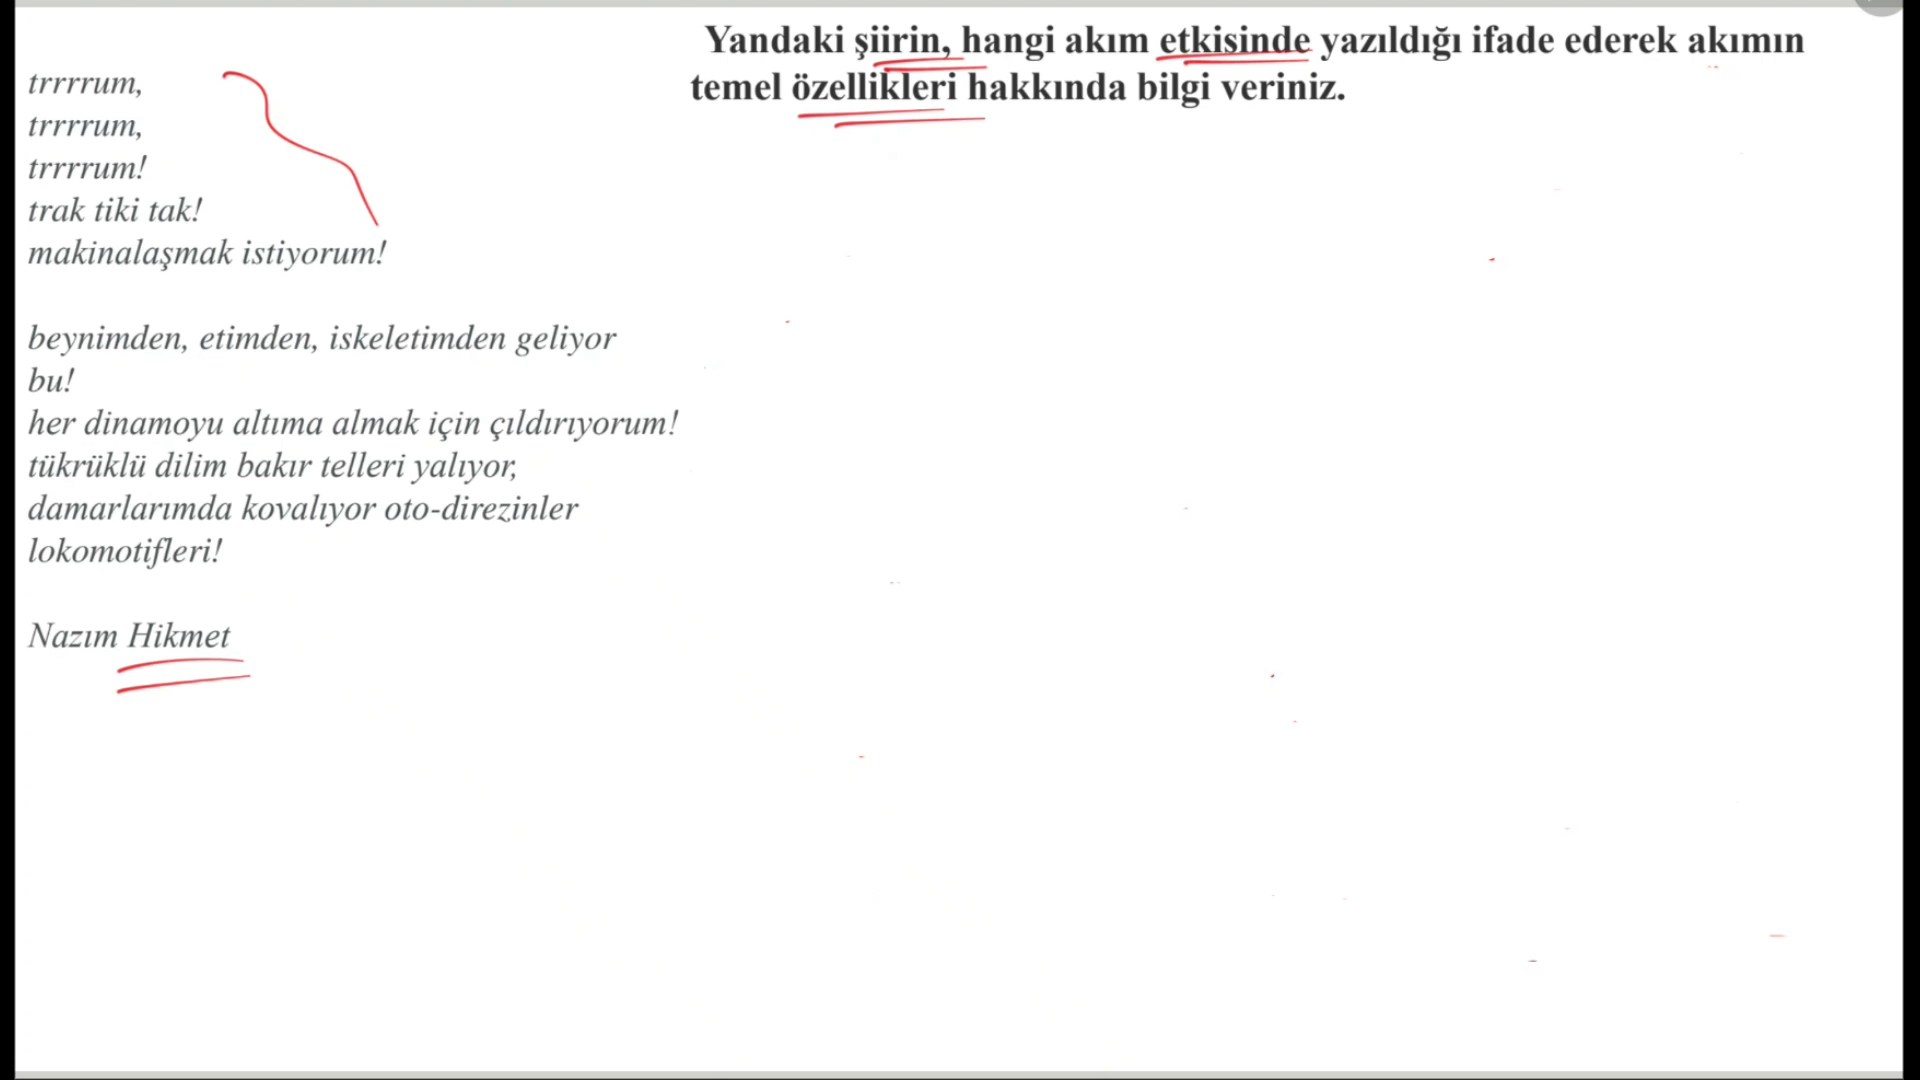 Yandaki şiirin, hangi akım etkisinde yazıldığı ifade ederek akımın
temel özellikleri hakkında bilgi veriniz.
trrrrum,
trrrrum,
trrrrum!
trak tiki tak!
makinalaşmak istiyorum!
beynimden, etimden, iskeletimden geliyor
bu!
her dinamoyu altıma almak için çıldırıyorum!
tükrüklü dilim bakır telleri yalıyor,
damarlarımda kovalıyor oto-direzinler
lokomotifleri!
Nazım Hikmet